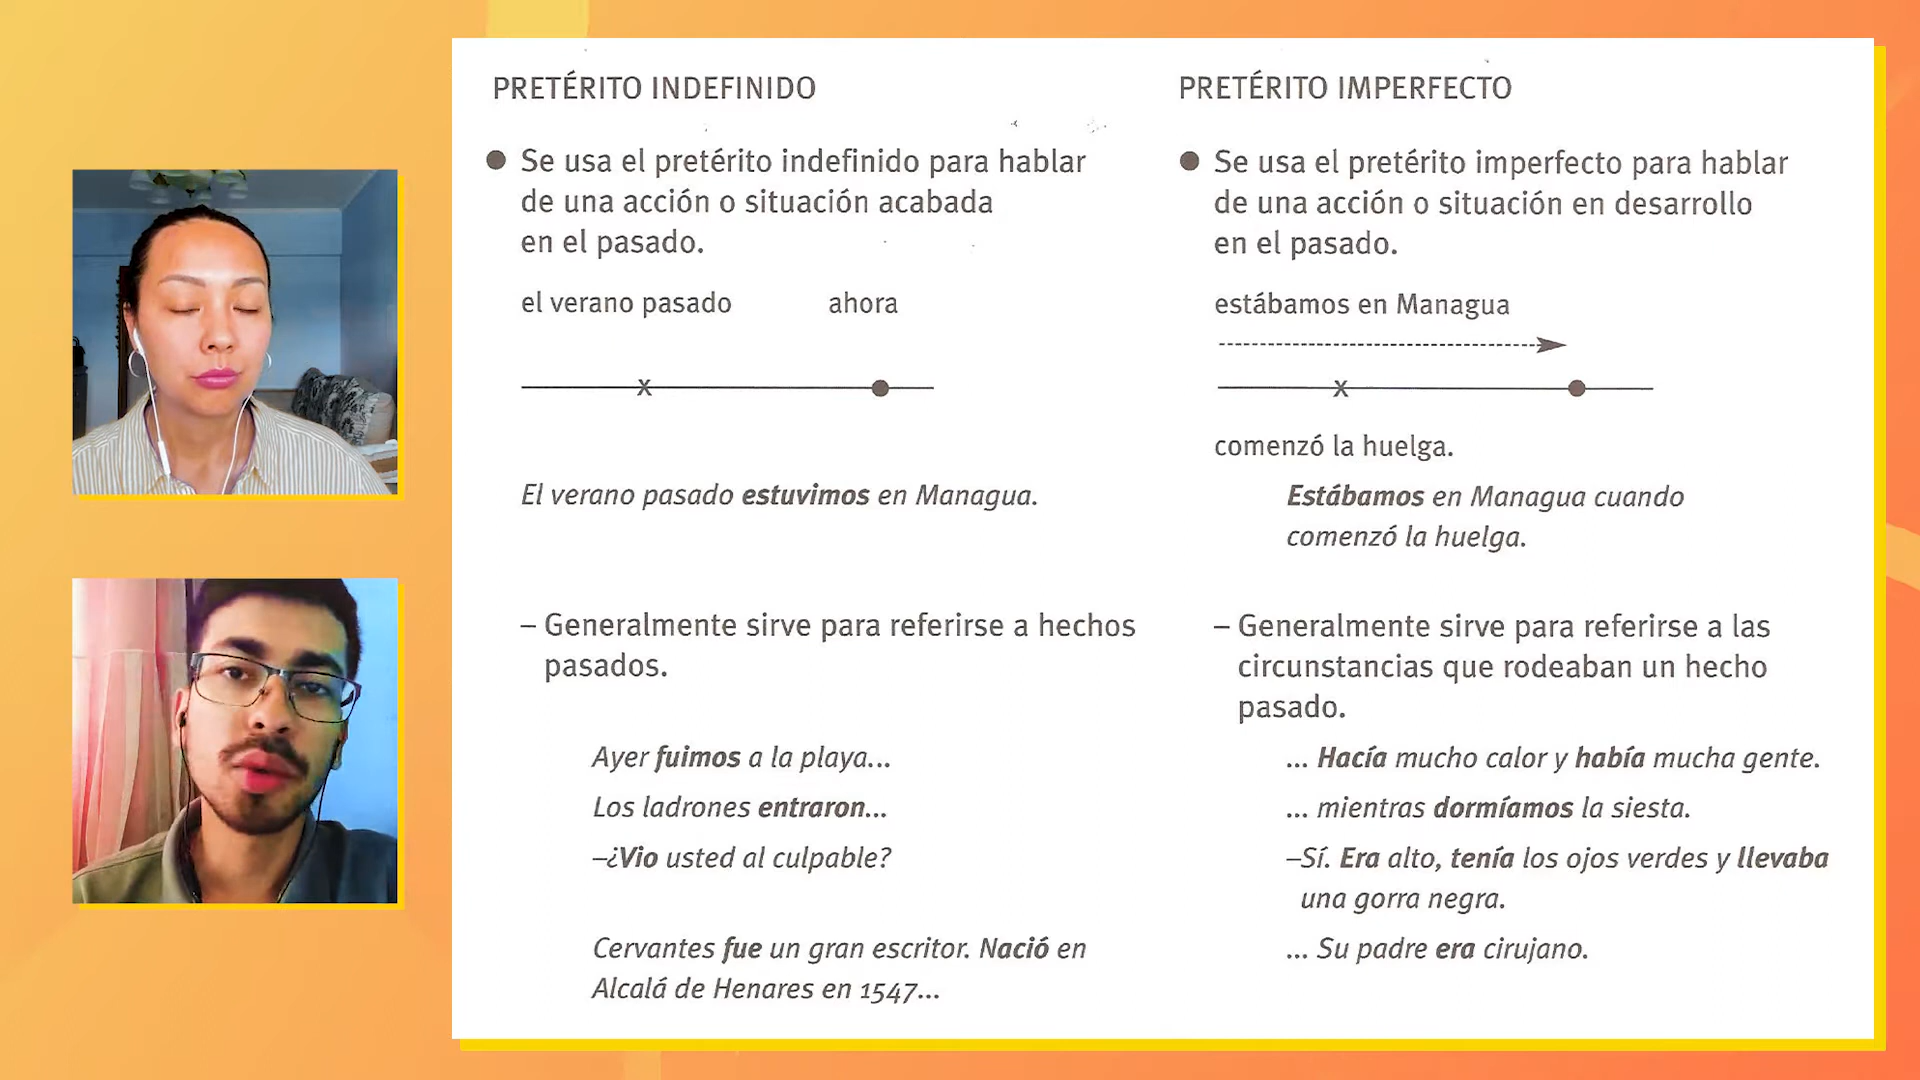 PRETÉRITO INDEFINIDO
● Se usa el pretérito indefinido para hablar
de una acción o situación acabada
en el pasado.
el verano pasado ahora
x
El verano pasado estuvimos en Managua.
– Generalmente sirve para referirse a hechos
pasados.
Ayer fuimos a la playa...
Los ladrones entraron...
–¿Vio usted al culpable?
Cervantes fue un gran escritor. Nació en
Alcalá de Henares en 1547...
PRETÉRITO IMPERFECTO
● Se usa el pretérito imperfecto para hablar
de una acción o situación en desarrollo
en el pasado.
estábamos en Managua
x
comenzó la huelga.
Estábamos en Managua cuando
comenzó la huelga.
– Generalmente sirve para referirse a las
circunstancias que rodeaban un hecho
pasado.
... Hacía mucho calor y había mucha gente.
... mientras dormíamos la siesta.
–Sí. Era alto, tenía los ojos verdes y llevaba
una gorra negra.
... Su padre era cirujano.